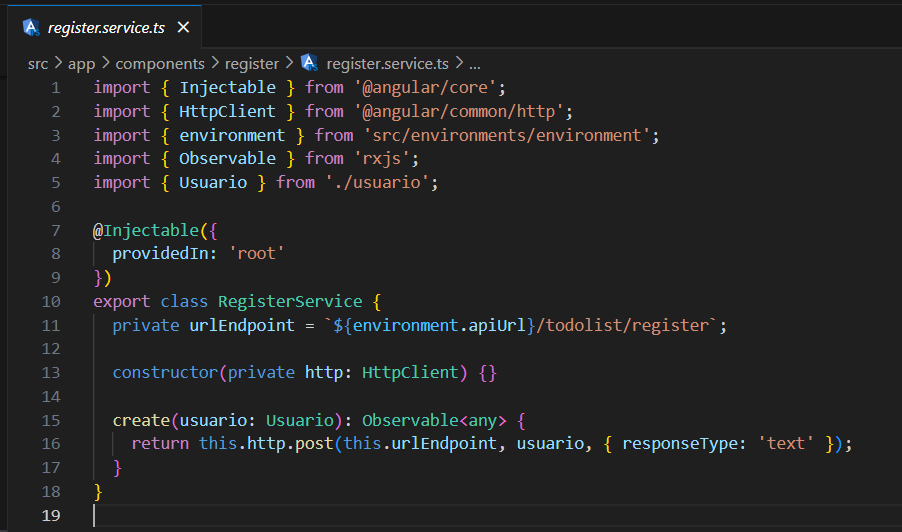 register.service.ts
src > app > components > register > register.service.ts > ...
1 import { Injectable } from '@angular/core';
2 import { HttpClient } from '@angular/common/http';
3 import { environment } from 'src/environments/environment';
4 import { Observable } from 'rxjs';
5 import { Usuario } from './usuario';
6
7 @Injectable({
8   providedIn: 'root'
9 })
10 export class RegisterService {
11   private urlEndpoint = `${environment.apiUrl}/todolist/register`;
12
13   constructor(private http: HttpClient) {}
14
15   create(usuario: Usuario): Observable<any> {
16     return this.http.post(this.urlEndpoint, usuario, { responseType: 'text' });
17   }
18 }
19